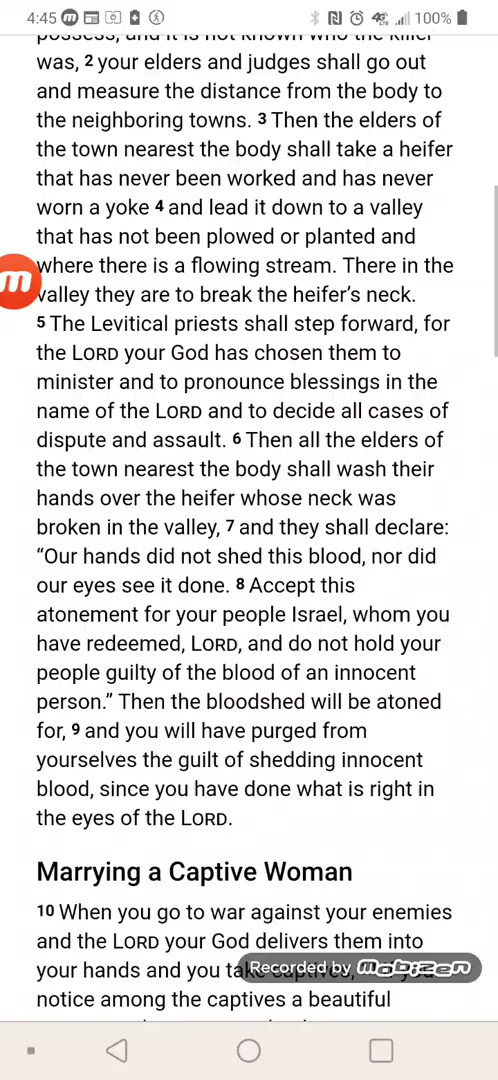 4:45 100%
was, 2 your elders and judges shall go out
and measure the distance from the body to
the neighboring towns. 3 Then the elders of
the town nearest the body shall take a heifer
that has never been worked and has never
worn a yoke 4 and lead it down to a valley
that has not been plowed or planted and
where there is a flowing stream. There in the
valley they are to break the heifer’s neck.
5 The Levitical priests shall step forward, for
the LORD your God has chosen them to
minister and to pronounce blessings in the
name of the LORD and to decide all cases of
dispute and assault. 6 Then all the elders of
the town nearest the body shall wash their
hands over the heifer whose neck was
broken in the valley, 7 and they shall declare:
“Our hands did not shed this blood, nor did
our eyes see it done. 8 Accept this
atonement for your people Israel, whom you
have redeemed, LORD, and do not hold your
people guilty of the blood of an innocent
person.” Then the bloodshed will be atoned
for, 9 and you will have purged from
yourselves the guilt of shedding innocent
blood, since you have done what is right in
the eyes of the LORD.
Marrying a Captive Woman
10 When you go to war against your enemies
and the LORD your God delivers them into
your hands and you
Recorded by mobizen
notice among the captives a beautiful